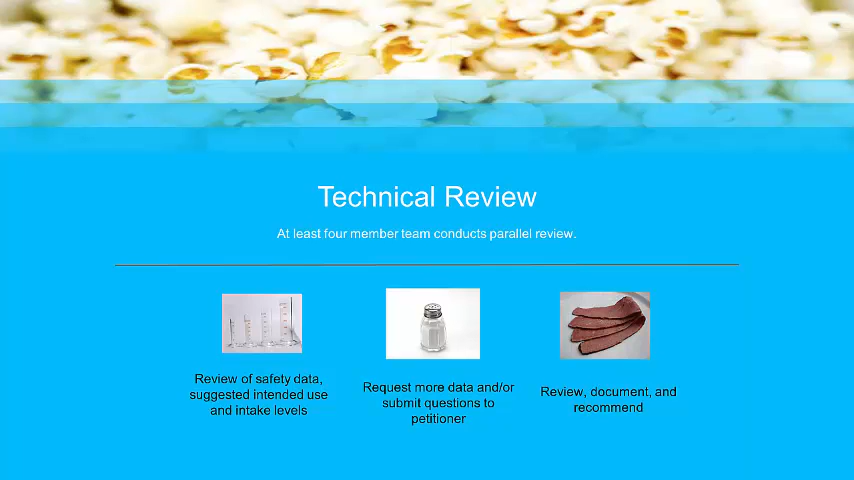 Technical Review
At least four member team conducts parallel review.
Review of safety data,
suggested intended use
and intake levels
Request more data and/or
submit questions to
petitioner
Review, document, and
recommend